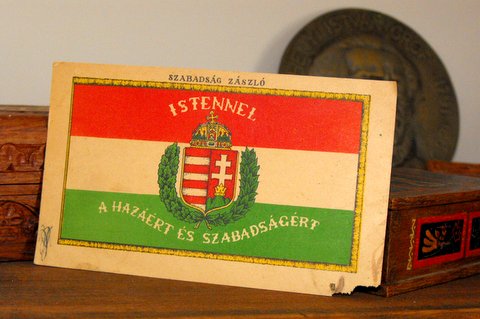 SZABADSÁG ZÁSZLÓ
ISTENNEL
A HAZÁÉRT ÉS SZABADSÁGÉRT